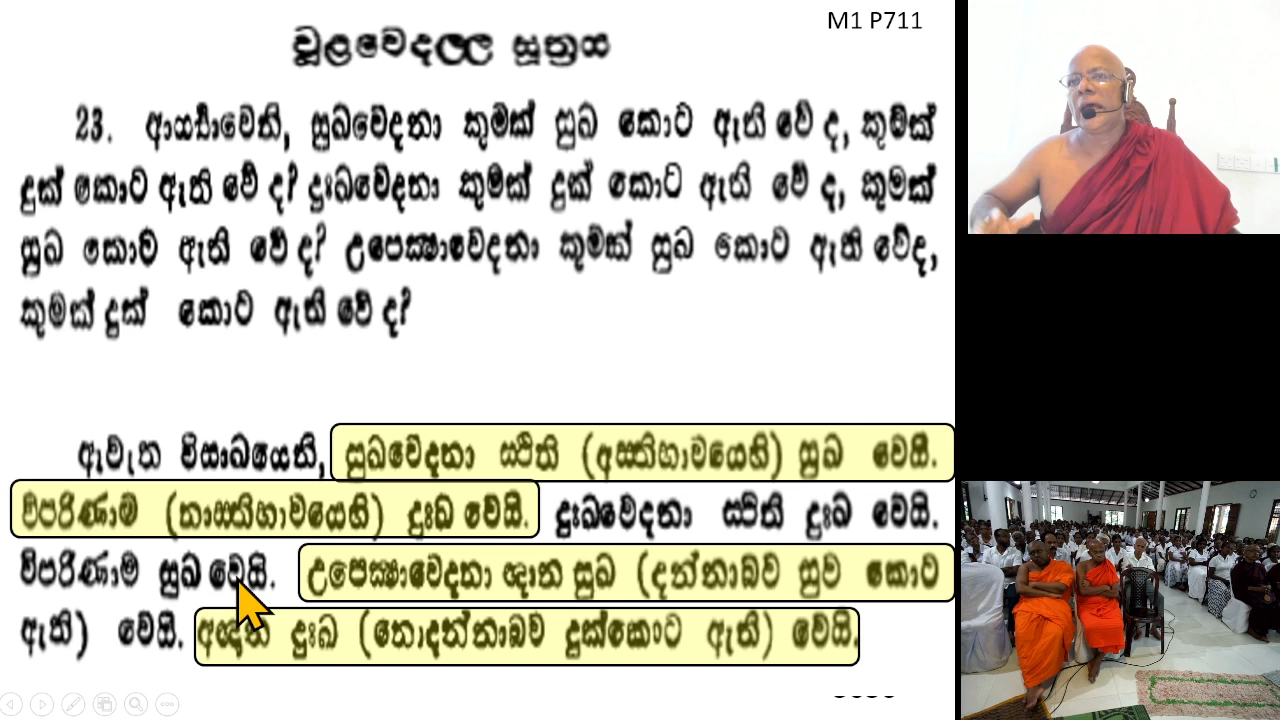 M1 P711
චූළවෙදල්ල සූත්‍රය
23. ආර්‍ය්‍යාවෙනි, සුඛවේදනා කුමක් සුඛ කොට ඇති වේ ද, කුමක්
දුක් කොට ඇති වේ ද? දුඃඛවේදනා කුමක් දුක් කොට ඇති වේ ද, කුමක්
සුඛ කොට ඇති වේ ද? උපෙක්‍ෂාවේදනා කුමක් සුඛ කොට ඇති වේද,
කුමක් දුක් කොට ඇති වේ ද?
ඇවැත විසාඛයෙනි, සුඛවේදනා ස්ථිති (අස්තිභාවයෙහි) සුඛ වෙයි.
විපරිණාම (නාස්තිභාවයෙහි) දුඃඛ වේයි. දුඃඛවේදනා ස්ථිති දුඃඛ වෙයි.
විපරිණාම සුඛ වෙයි. උපෙක්‍ෂාවේදනා ඤාන සුඛ (දන්නාබව සුව කොට
ඇති) වෙයි. අඤාන දුඃඛ (නොදන්නාබව දුක්කොට ඇති) වෙයි.